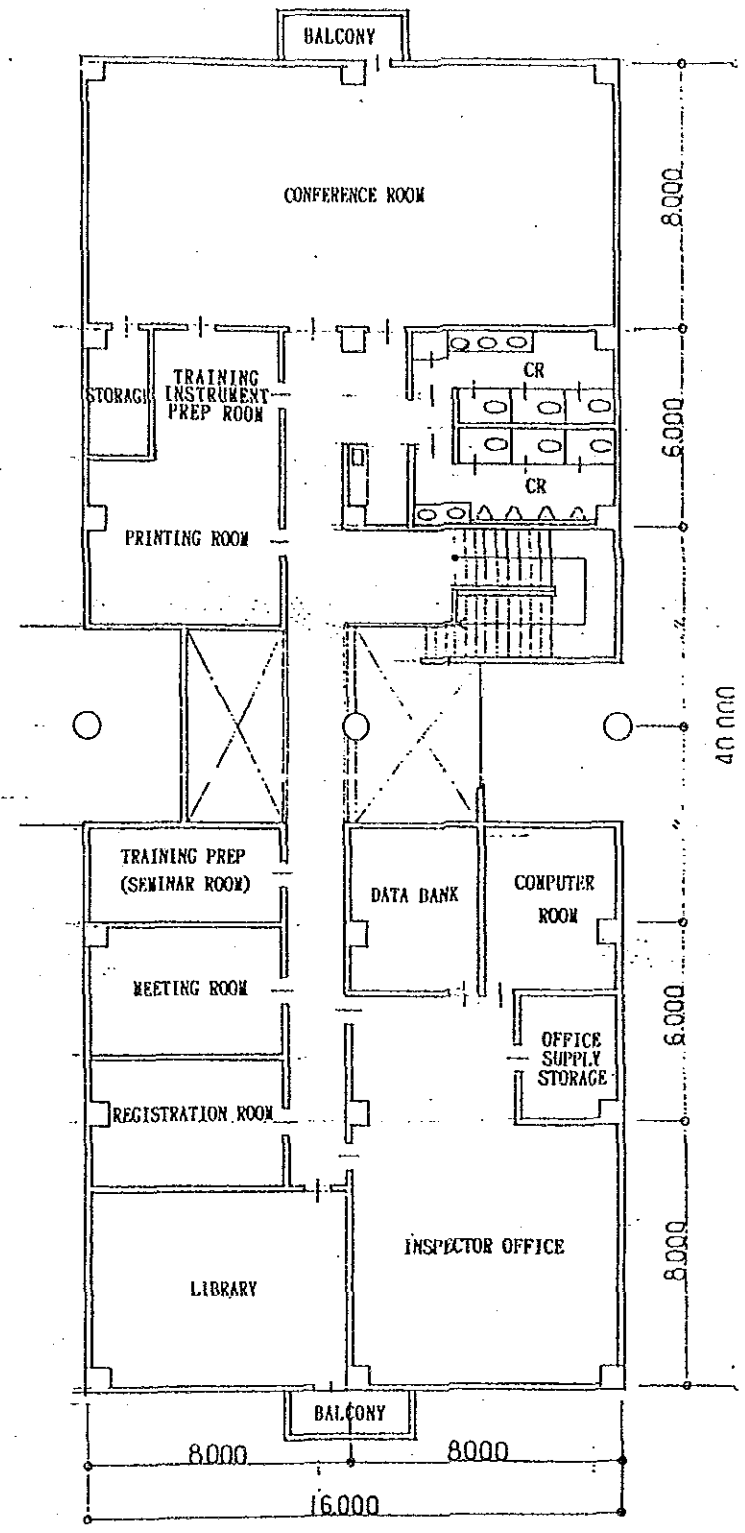 BALCONY
CONFERENCE ROOM
8.000
STORAGE
TRAINING
INSTRUMENT
PREP ROOM
CR
6.000
CR
PRINTING ROOM
40.000
TRAINING PREP
(SEMINAR ROOM)
DATA BANK
COMPUTER
ROOM
MEETING ROOM
6.000
OFFICE
SUPPLY
STORAGE
REGISTRATION ROOM
INSPECTOR OFFICE
8.000
LIBRARY
BALCONY
8.000
8.000
16.000